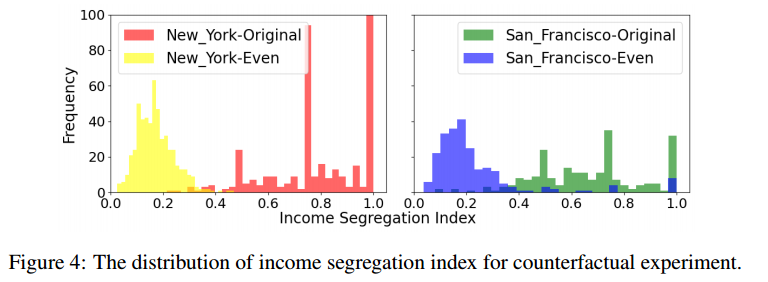 100
80
60
40
20
0
Frequency
New_York-Original
New_York-Even
San_Francisco-Original
San_Francisco-Even
0.0 0.2 0.4 0.6 0.8 1.0 0.0 0.2 0.4 0.6 0.8 1.0
Income Segregation Index
Figure 4: The distribution of income segregation index for counterfactual experiment.